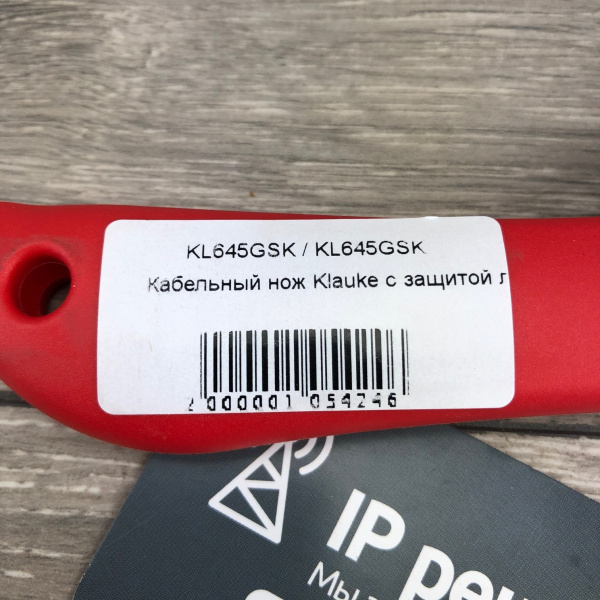 KL645GSK / KL645GSK
Кабельный нож Klauke с защитой л
2 000001 054246
IP
Мы